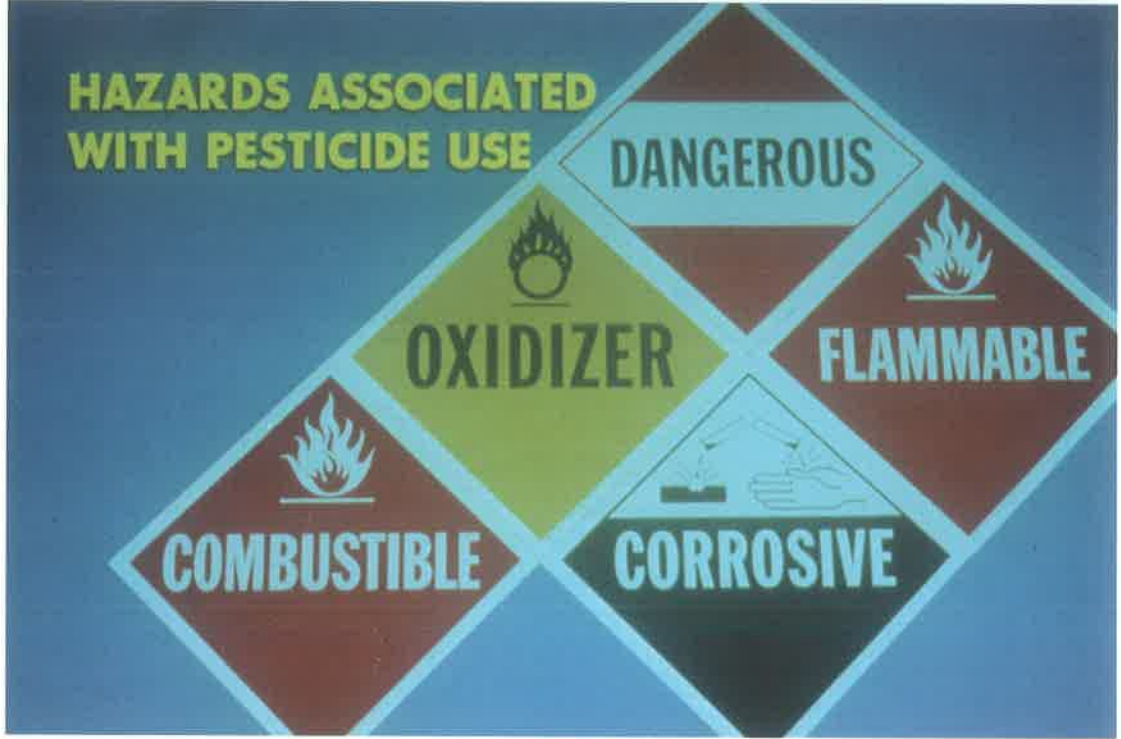 HAZARDS ASSOCIATED
WITH PESTICIDE USE
DANGEROUS
OXIDIZER
FLAMMABLE
COMBUSTIBLE
CORROSIVE